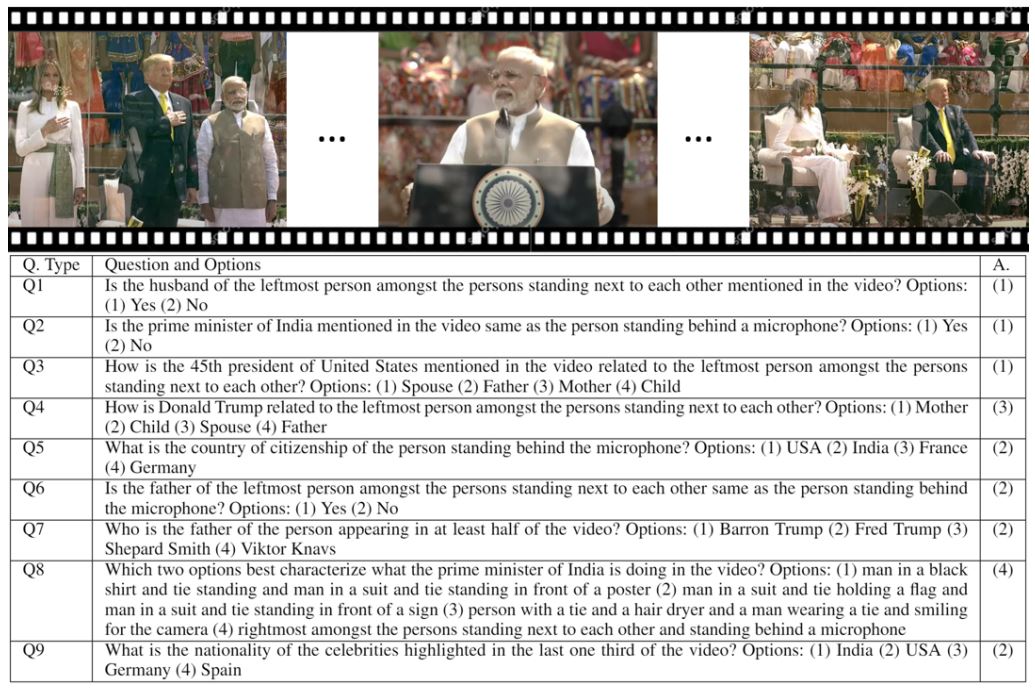 ...
...
Q. Type Question and Options A.
Q1 Is the husband of the leftmost person amongst the persons standing next to each other mentioned in the video? Options: (1)
(1) Yes (2) No
Q2 Is the prime minister of India mentioned in the video same as the person standing behind a microphone? Options: (1) Yes (1)
(2) No
Q3 How is the 45th president of United States mentioned in the video related to the leftmost person amongst the persons (1)
standing next to each other? Options: (1) Spouse (2) Father (3) Mother (4) Child
Q4 How is Donald Trump related to the leftmost person amongst the persons standing next to each other? Options: (1) Mother (3)
(2) Child (3) Spouse (4) Father
Q5 What is the country of citizenship of the person standing behind the microphone? Options: (1) USA (2) India (3) France (2)
(4) Germany
Q6 Is the father of the leftmost person amongst the persons standing next to each other same as the person standing behind (2)
the microphone? Options: (1) Yes (2) No
Q7 Who is the father of the person appearing in at least half of the video? Options: (1) Barron Trump (2) Fred Trump (3) (2)
Shepard Smith (4) Viktor Knavs
Q8 Which two options best characterize what the prime minister of India is doing in the video? Options: (1) man in a black (4)
shirt and tie standing and man in a suit and tie standing in front of a poster (2) man in a suit and tie holding a flag and
man in a suit and tie standing in front of a sign (3) person with a tie and a hair dryer and a man wearing a tie and smiling
for the camera (4) rightmost amongst the persons standing next to each other and standing behind a microphone
Q9 What is the nationality of the celebrities highlighted in the last one third of the video? Options: (1) India (2) USA (3) (2)
Germany (4) Spain